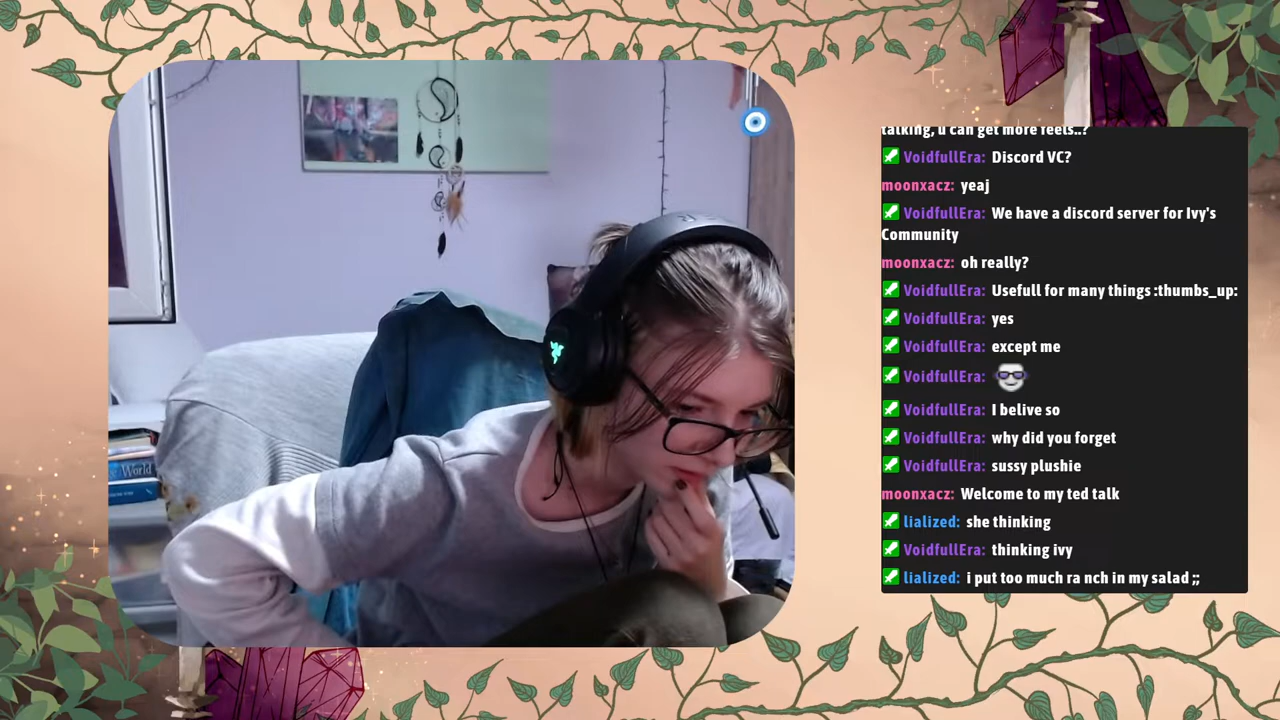 talking, u can get more feels..?
VoidfullEra: Discord VC?
moonxacz: yeaj
VoidfullEra: We have a discord server for Ivy's
Community
moonxacz: oh really?
VoidfullEra: Usefull for many things :thumbs_up:
VoidfullEra: yes
VoidfullEra: except me
VoidfullEra:
VoidfullEra: I belive so
VoidfullEra: why did you forget
VoidfullEra: sussy plushie
moonxacz: Welcome to my ted talk
lialized: she thinking
VoidfullEra: thinking ivy
lialized: i put too much ra nch in my salad ;;
World